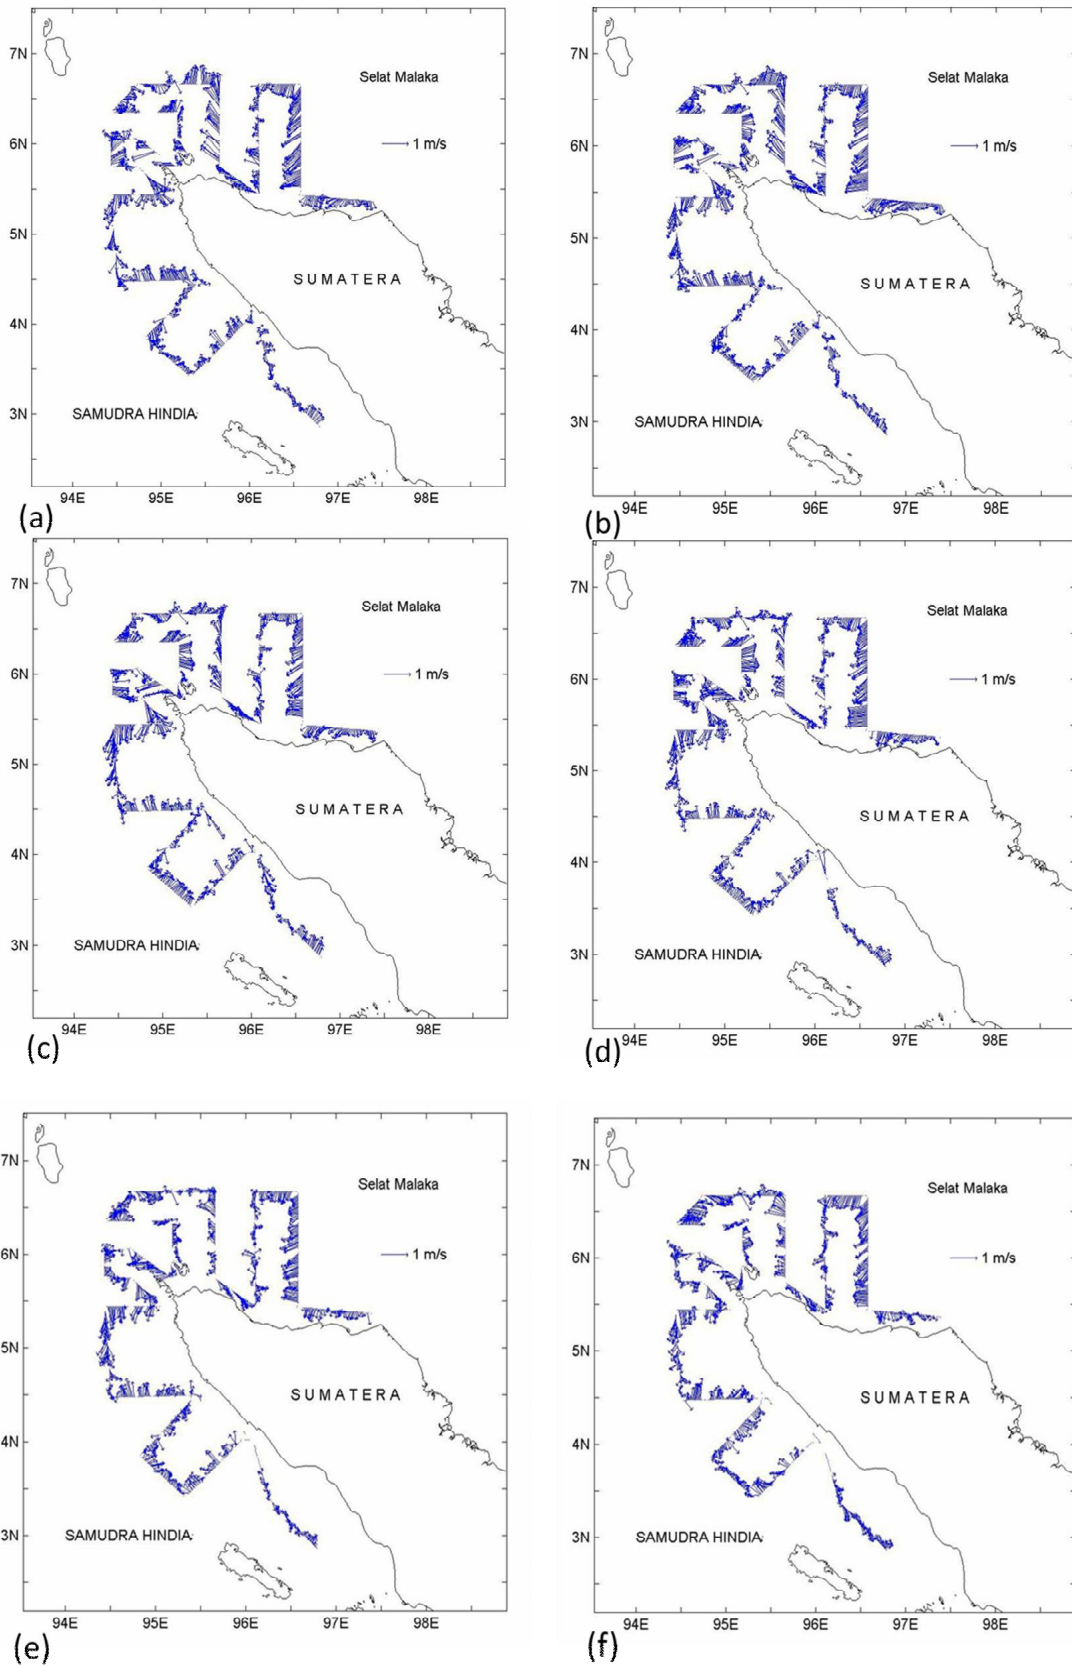 7N
Selat Malaka
6N
1 m/s
5N
SUMATERA
4N
3N
SAMUDRA HINDIA
94E 95E 96E 97E 98E
(a)
7N
Selat Malaka
6N
1 m/s
5N
SUMATERA
4N
3N
SAMUDRA HINDIA
94E 95E 96E 97E 98E
(b)
7N
Selat Malaka
6N
1 m/s
5N
SUMATERA
4N
3N
SAMUDRA HINDIA
94E 95E 96E 97E 98E
(c)
7N
Selat Malaka
6N
1 m/s
5N
SUMATERA
4N
3N
SAMUDRA HINDIA
94E 95E 96E 97E 98E
(d)
7N
Selat Malaka
6N
1 m/s
5N
SUMATERA
4N
3N
SAMUDRA HINDIA
94E 95E 96E 97E 98E
(e)
7N
Selat Malaka
6N
1 m/s
5N
SUMATERA
4N
3N
SAMUDRA HINDIA
94E 95E 96E 97E 98E
(f)